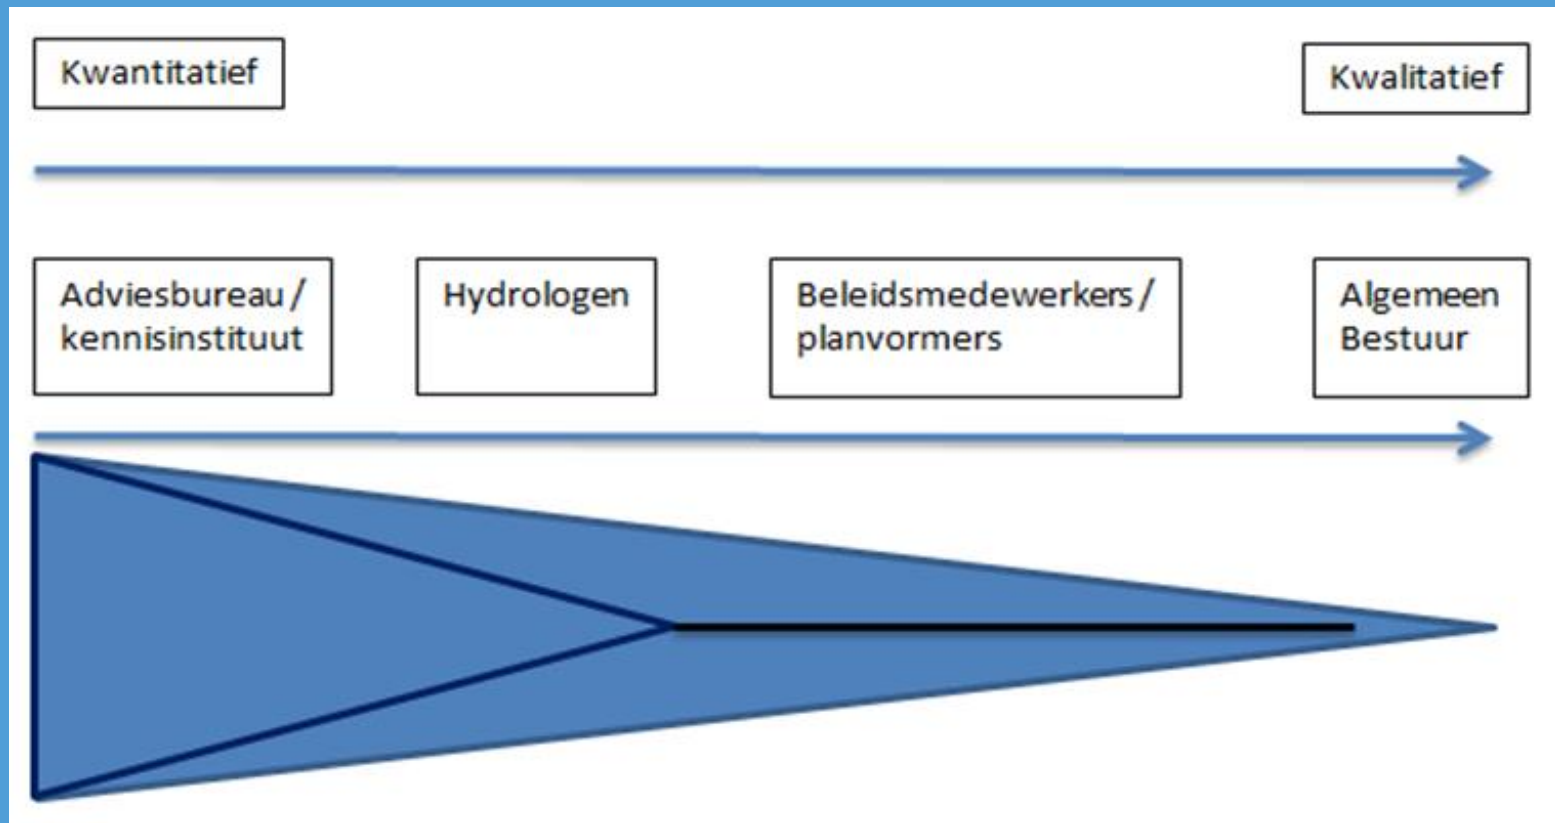 Kwantitatief
Kwalitatief
Adviesbureau /
kennisinstituut
Hydrologen
Beleidsmedewerkers /
planvormers
Algemeen
Bestuur